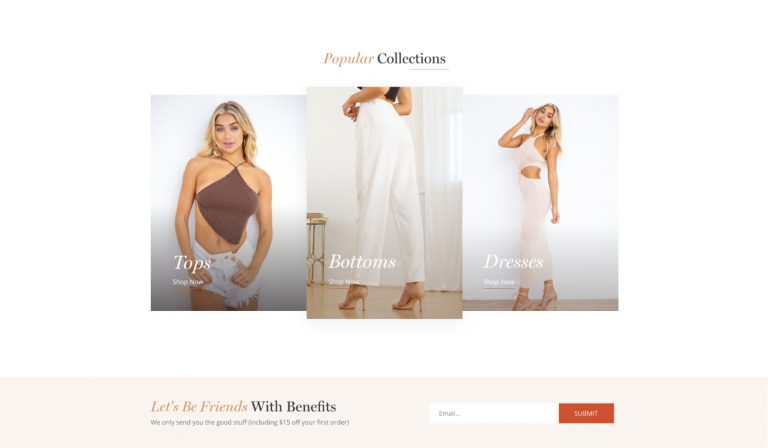 Popular Collections
Tops
Shop Now
Bottoms
Shop Now
Dresses
Shop Now
Let's Be Friends With Benefits
We only send you the good stuff (including $15 off your first order)
Email...
SUBMIT